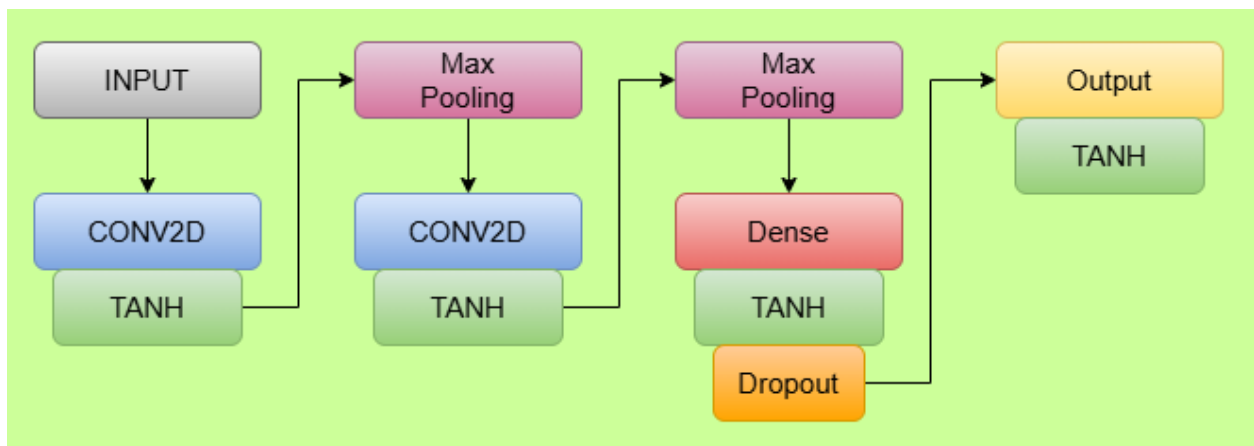 INPUT
CONV2D
TANH
Max
Pooling
CONV2D
TANH
Max
Pooling
Dense
TANH
Dropout
Output
TANH